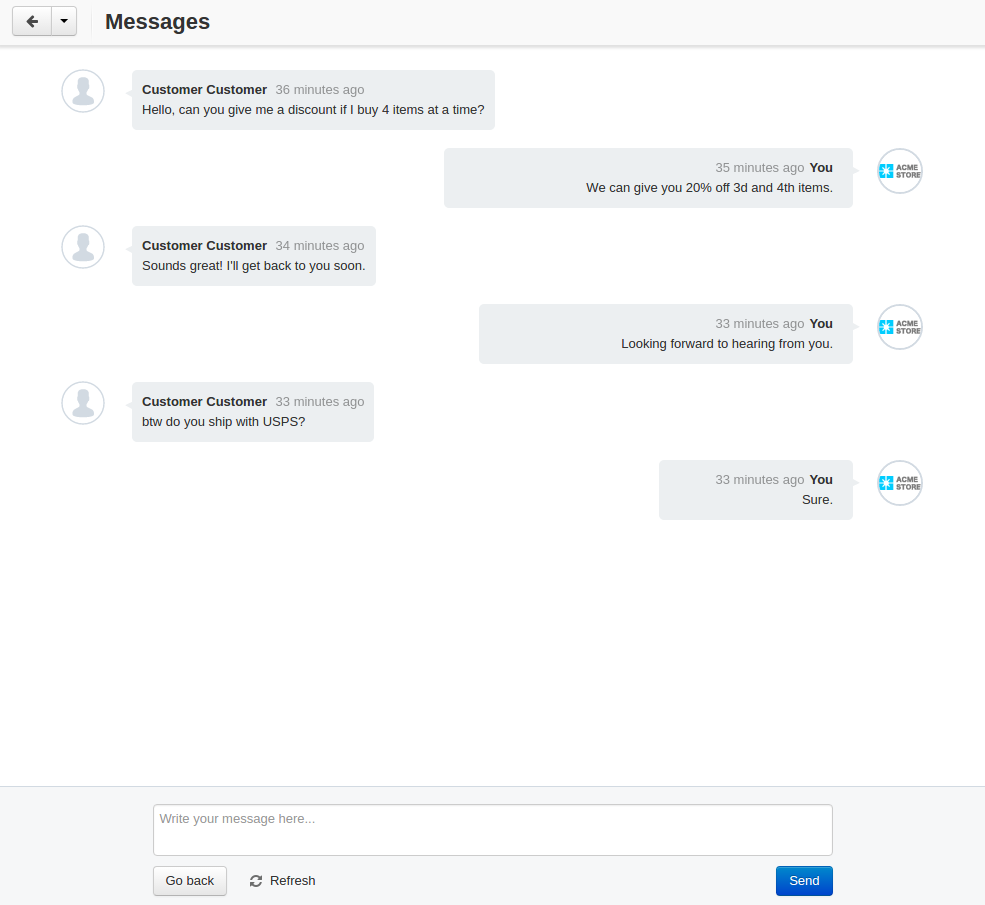 Messages
Customer Customer 36 minutes ago
Hello, can you give me a discount if I buy 4 items at a time?
35 minutes ago You
We can give you 20% off 3d and 4th items.
ACME
STORE
Customer Customer 34 minutes ago
Sounds great! I'll get back to you soon.
33 minutes ago You
Looking forward to hearing from you.
ACME
STORE
Customer Customer 33 minutes ago
btw do you ship with USPS?
33 minutes ago You
Sure.
ACME
STORE
Write your message here...
Go back Refresh Send